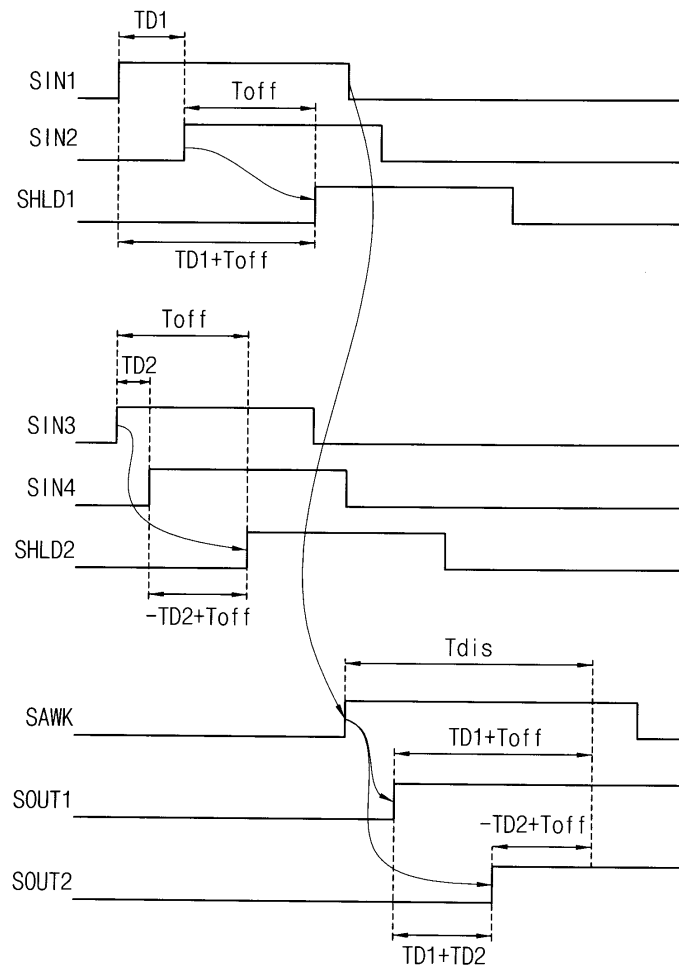 TD1
SIN1
Toff
SIN2
SHLD1
TD1+Toff
Toff
TD2
SIN3
SIN4
SHLD2
-TD2+Toff
Tdis
SAWK
TD1+Toff
SOUT1
-TD2+Toff
SOUT2
TD1+TD2